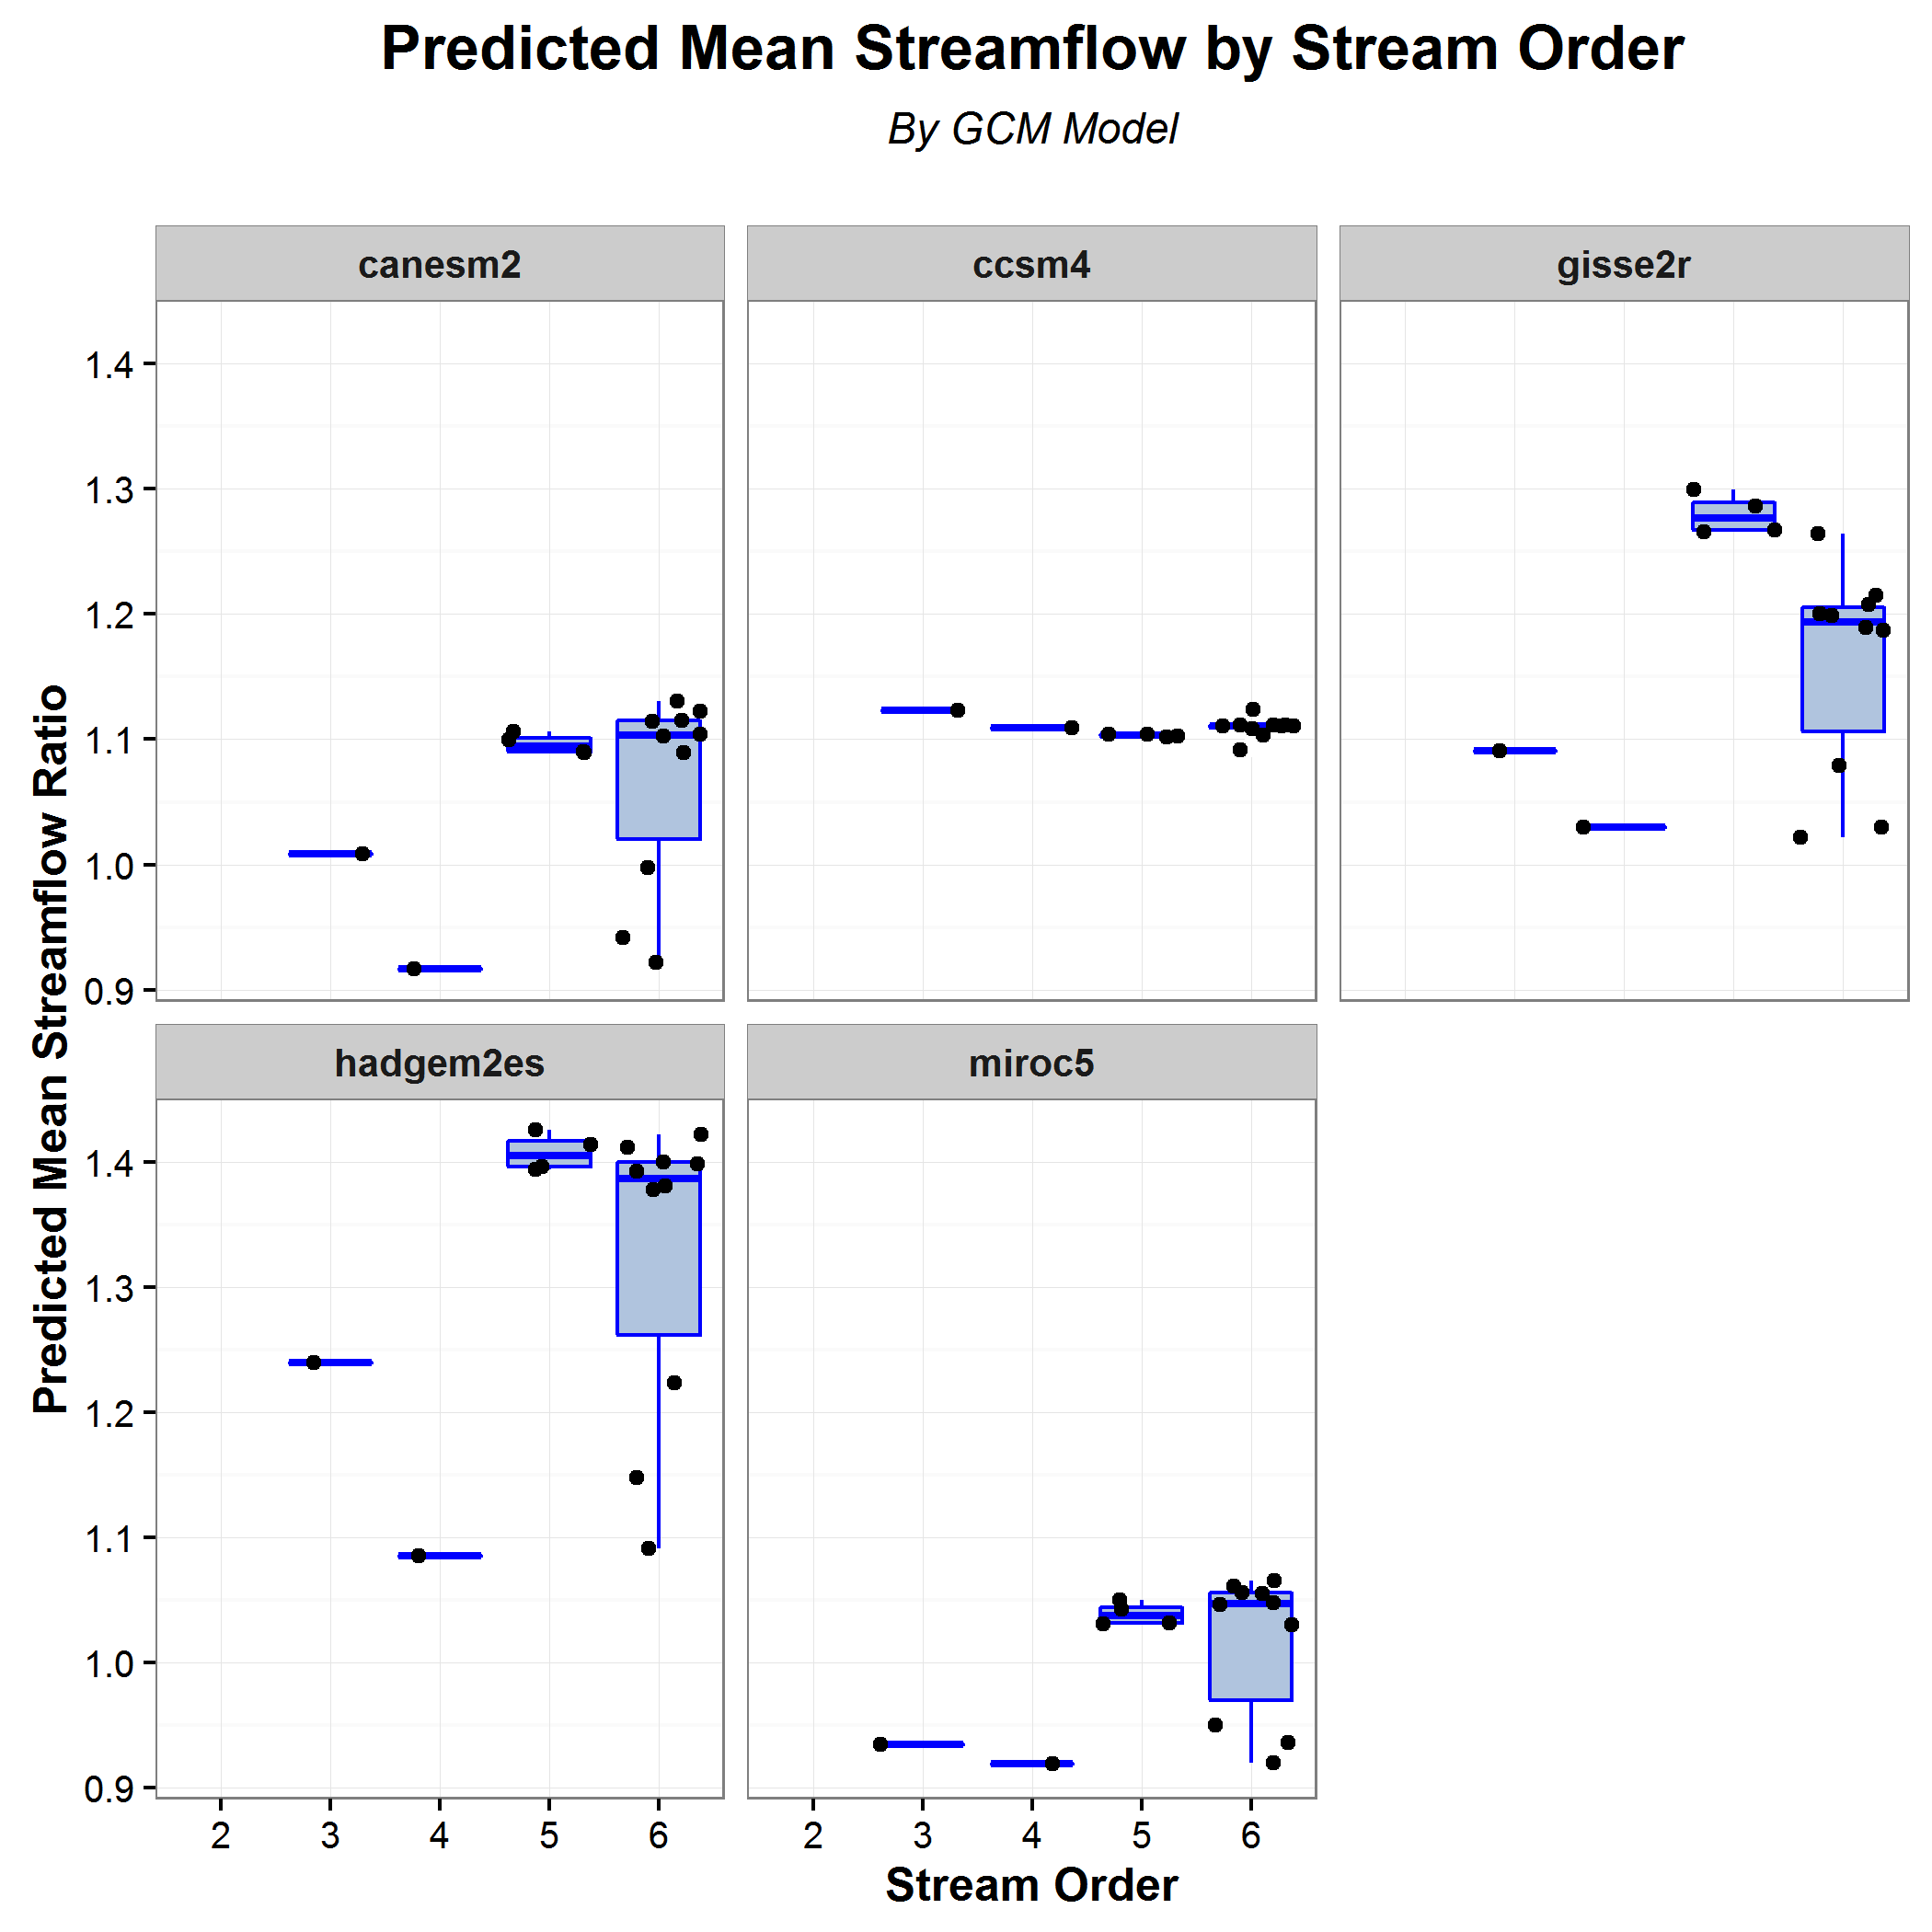 Predicted Mean Streamflow by Stream Order
By GCM Model
canesm2
ccsm4
gisse2r
1.4
1.3
1.2
1.1
1.0
0.9
Predicted Mean Streamflow Ratio
hadgem2es
miroc5
1.4
1.3
1.2
1.1
1.0
0.9
2 3 4 5 6
2 3 4 5 6
Stream Order